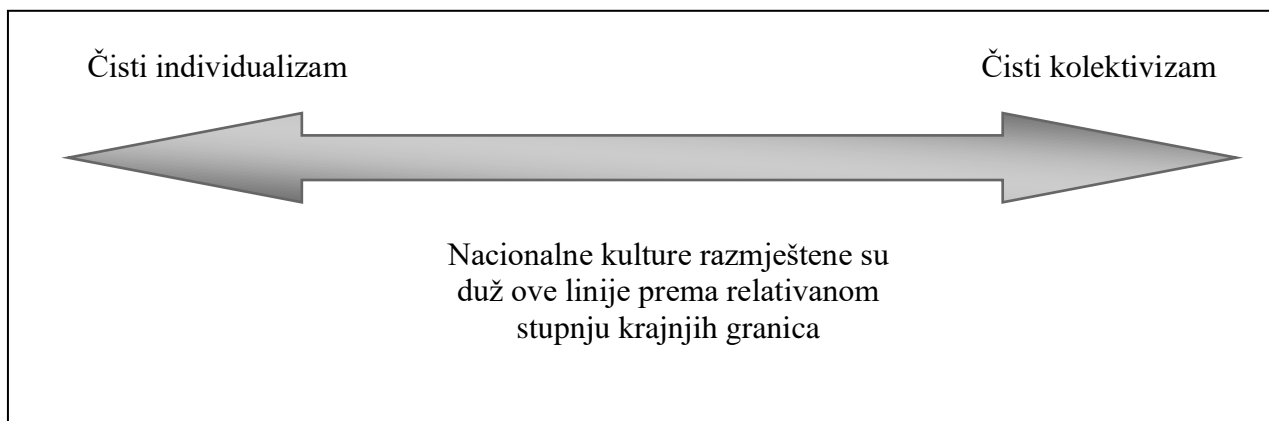 Čisti individualizam
Čisti kolektivizam
Nacionalne kulture razmještene su
duž ove linije prema relativanom
stupnju krajnjih granica